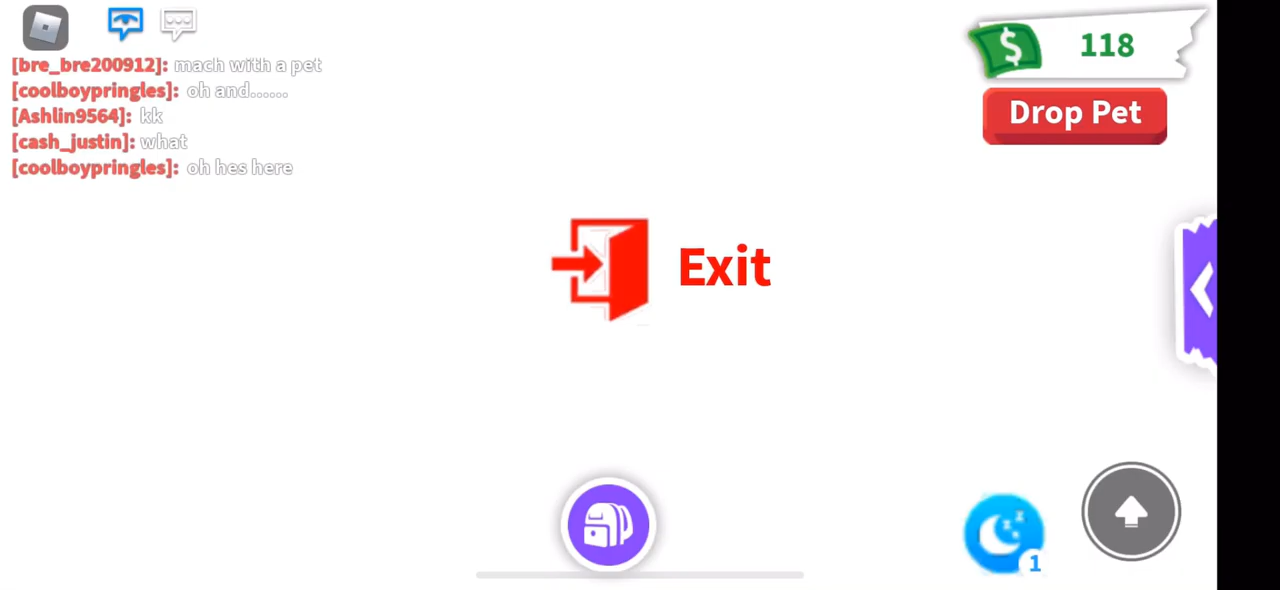 [bre_bre200912]: mach with a pet
[coolboypringles]: oh and......
[Ashlin9564]: kk
[cash_justin]: what
[coolboypringles]: oh hes here
118
Drop Pet
Exit
1